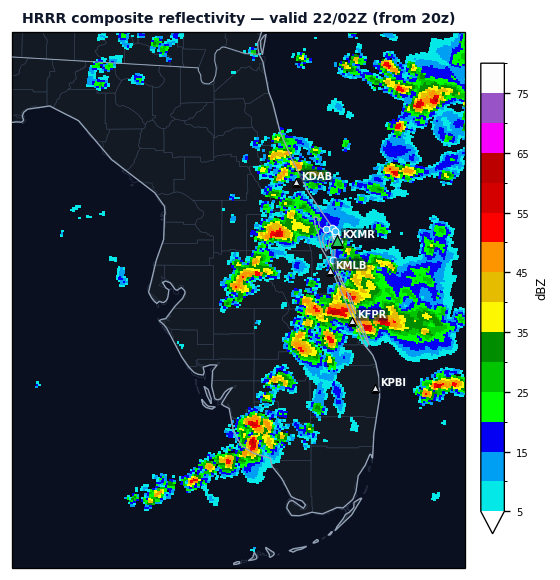 HRRR composite reflectivity — valid 22/02Z (from 20z)
KDAB
KXMR
KMLB
KFPR
KPBI
75
65
55
45
35
25
15
5
dBZ